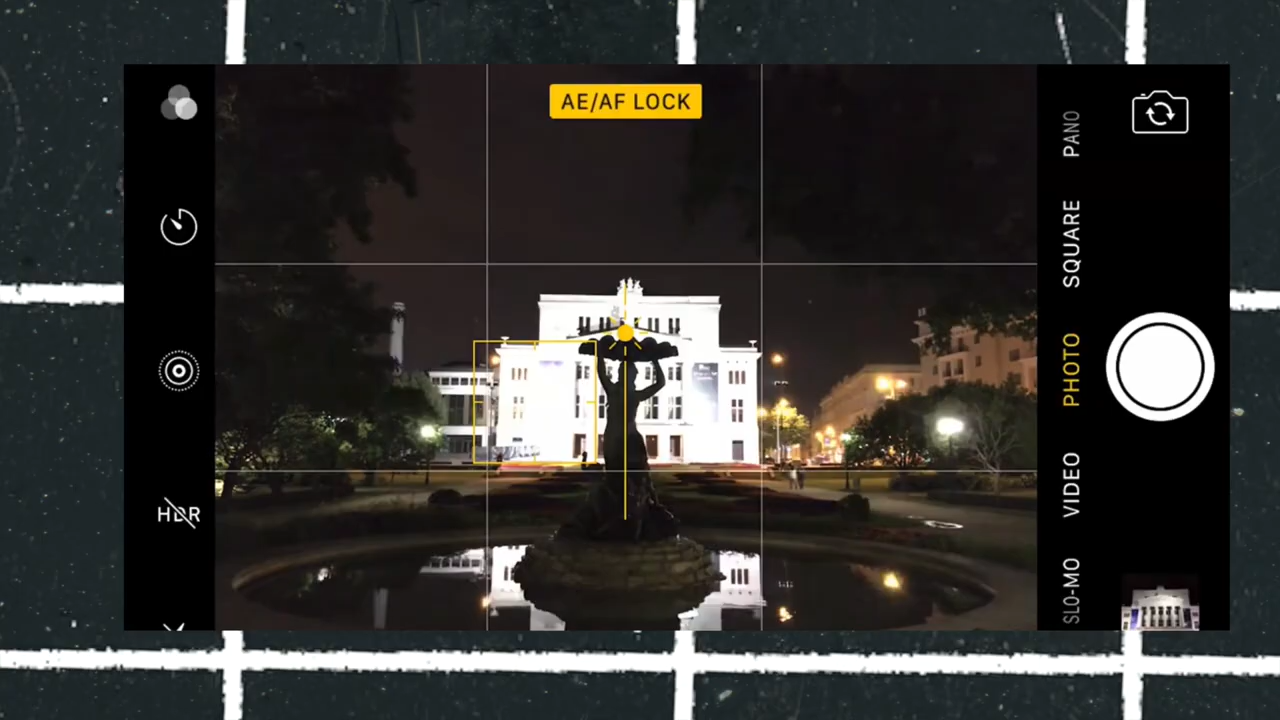 AE/AF LOCK
HDR
PANO
SQUARE
PHOTO
VIDEO
SLO-MO